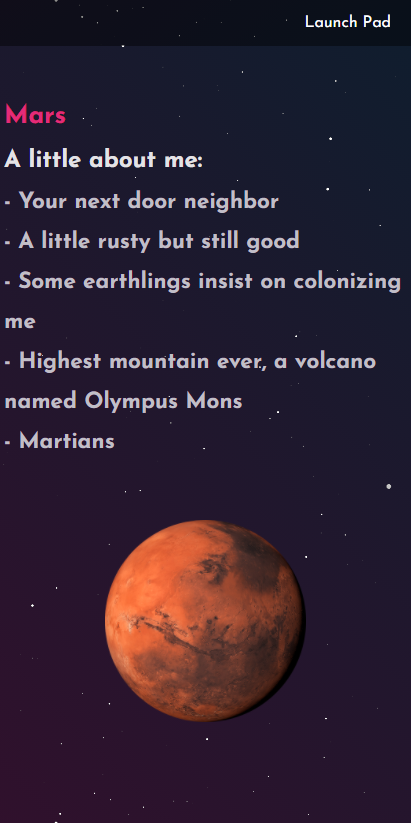 Launch Pad
Mars
A little about me:
- Your next door neighbor
- A little rusty but still good
- Some earthlings insist on colonizing
me
- Highest mountain ever, a volcano
named Olympus Mons
- Martians